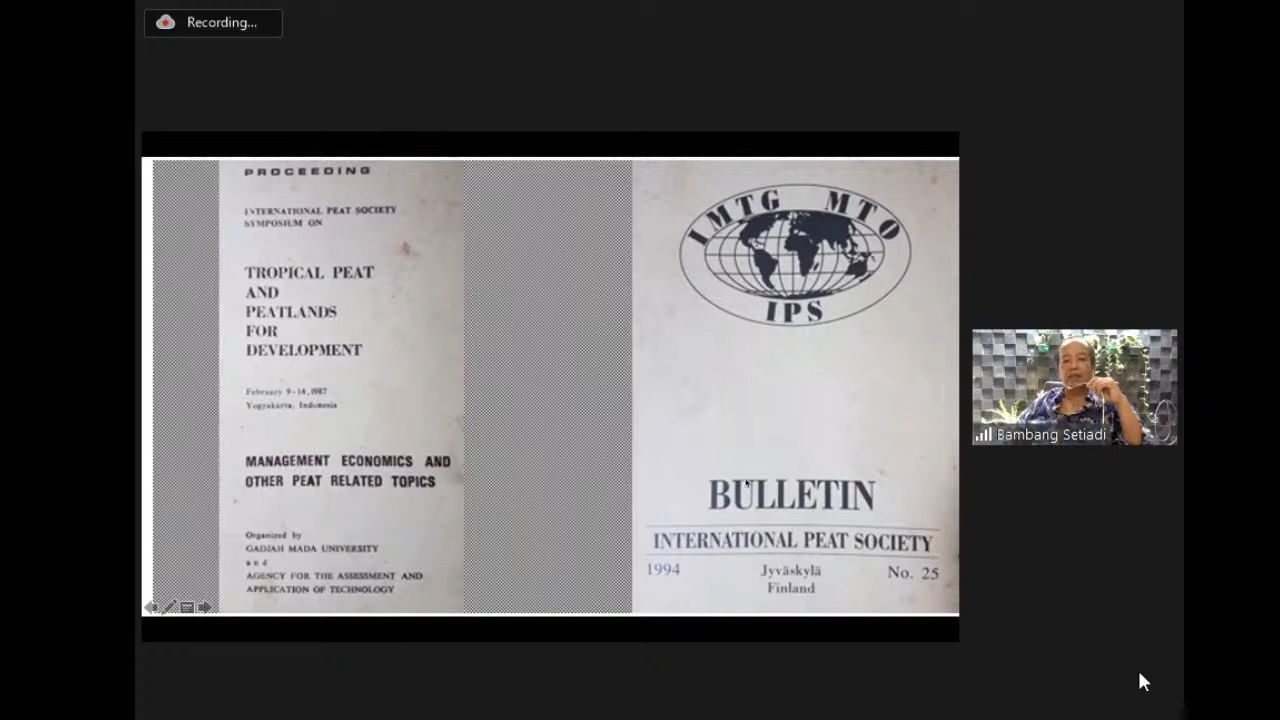 Recording...
PROCEEDING
INTERNATIONAL PEAT SOCIETY
SYMPOSIUM ON
TROPICAL PEAT
AND
PEATLANDS
FOR
DEVELOPMENT
February 9-14, 1987
Yogyakarta, Indonesia
MANAGEMENT ECONOMICS AND
OTHER PEAT RELATED TOPICS
Organized by
GADJAH MADA UNIVERSITY
and
AGENCY FOR THE ASSESSMENT AND
APPLICATION OF TECHNOLOGY
IMTG MTO
IPS
BULLETIN
INTERNATIONAL PEAT SOCIETY
1994 Jyväskylä No. 25
Finland
Bambang Setiadi